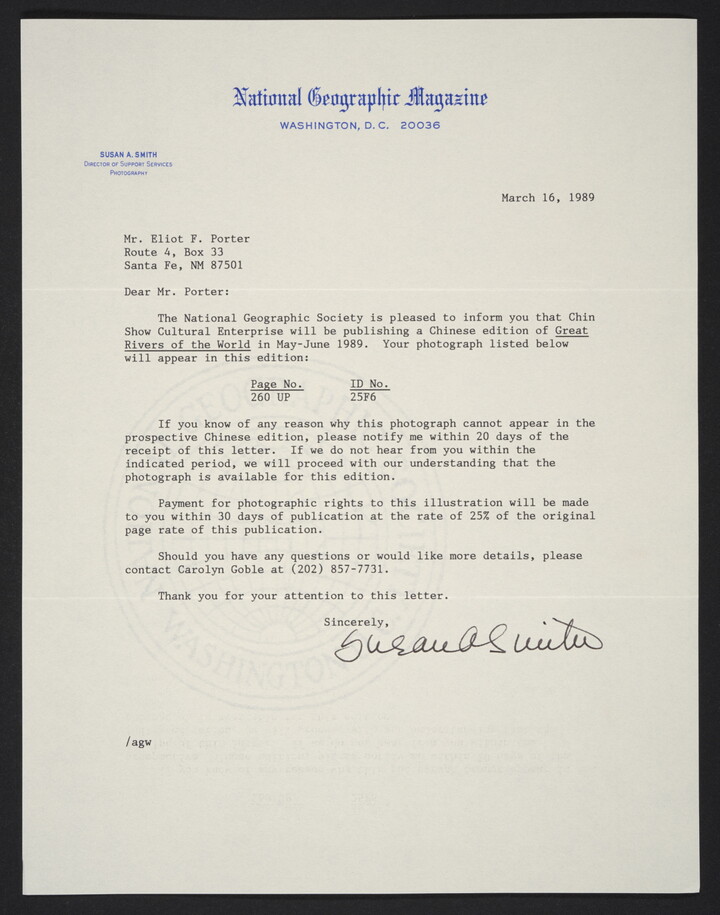 National Geographic Magazine
WASHINGTON, D.C. 20036
SUSAN A. SMITH
DIRECTOR OF SUPPORT SERVICES
PHOTOGRAPHY
March 16, 1989
Mr. Eliot F. Porter
Route 4, Box 33
Santa Fe, NM 87501
Dear Mr. Porter:
The National Geographic Society is pleased to inform you that Chin
Show Cultural Enterprise will be publishing a Chinese edition of Great
Rivers of the World in May-June 1989. Your photograph listed below
will appear in this edition:
Page No. ID No.
260 UP 25F6
If you know of any reason why this photograph cannot appear in the
prospective Chinese edition, please notify me within 20 days of the
receipt of this letter. If we do not hear from you within the
indicated period, we will proceed with our understanding that the
photograph is available for this edition.
Payment for photographic rights to this illustration will be made
to you within 30 days of publication at the rate of 25% of the original
page rate of this publication.
Should you have any questions or would like more details, please
contact Carolyn Goble at (202) 857-7731.
Thank you for your attention to this letter.
Sincerely,
Susan A Smith
/agw